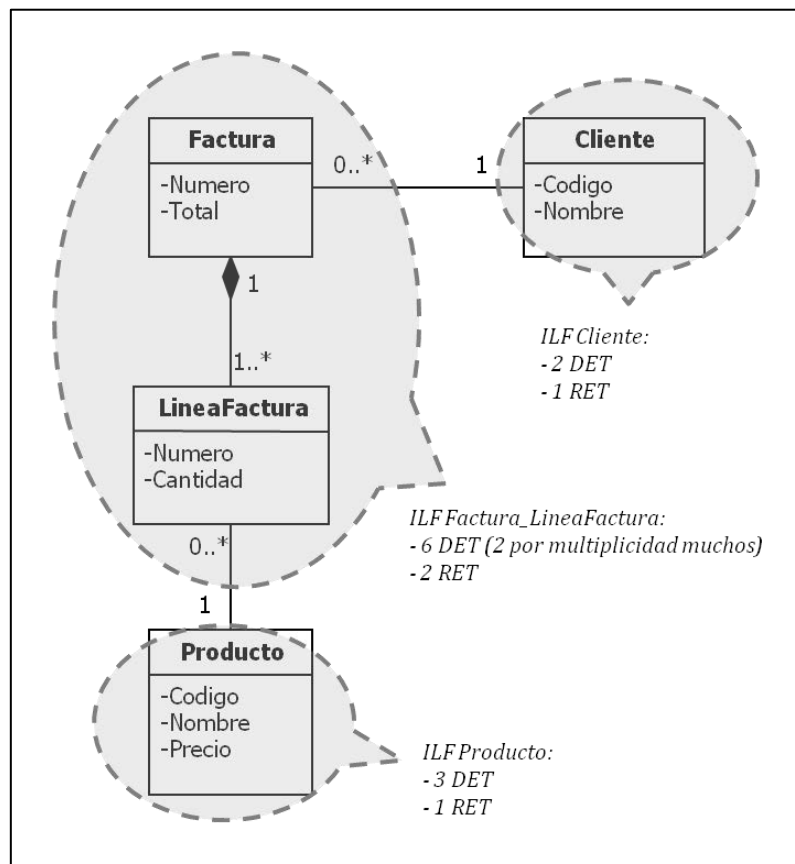 Factura
-Numero
-Total
0..*
1
Cliente
-Codigo
-Nombre
1
1..*
ILF Cliente:
- 2 DET
- 1 RET
LineaFactura
-Numero
-Cantidad
ILF Factura_LineaFactura:
- 6 DET (2 por multiplicidad muchos)
- 2 RET
0..*
1
Producto
-Codigo
-Nombre
-Precio
ILF Producto:
- 3 DET
- 1 RET